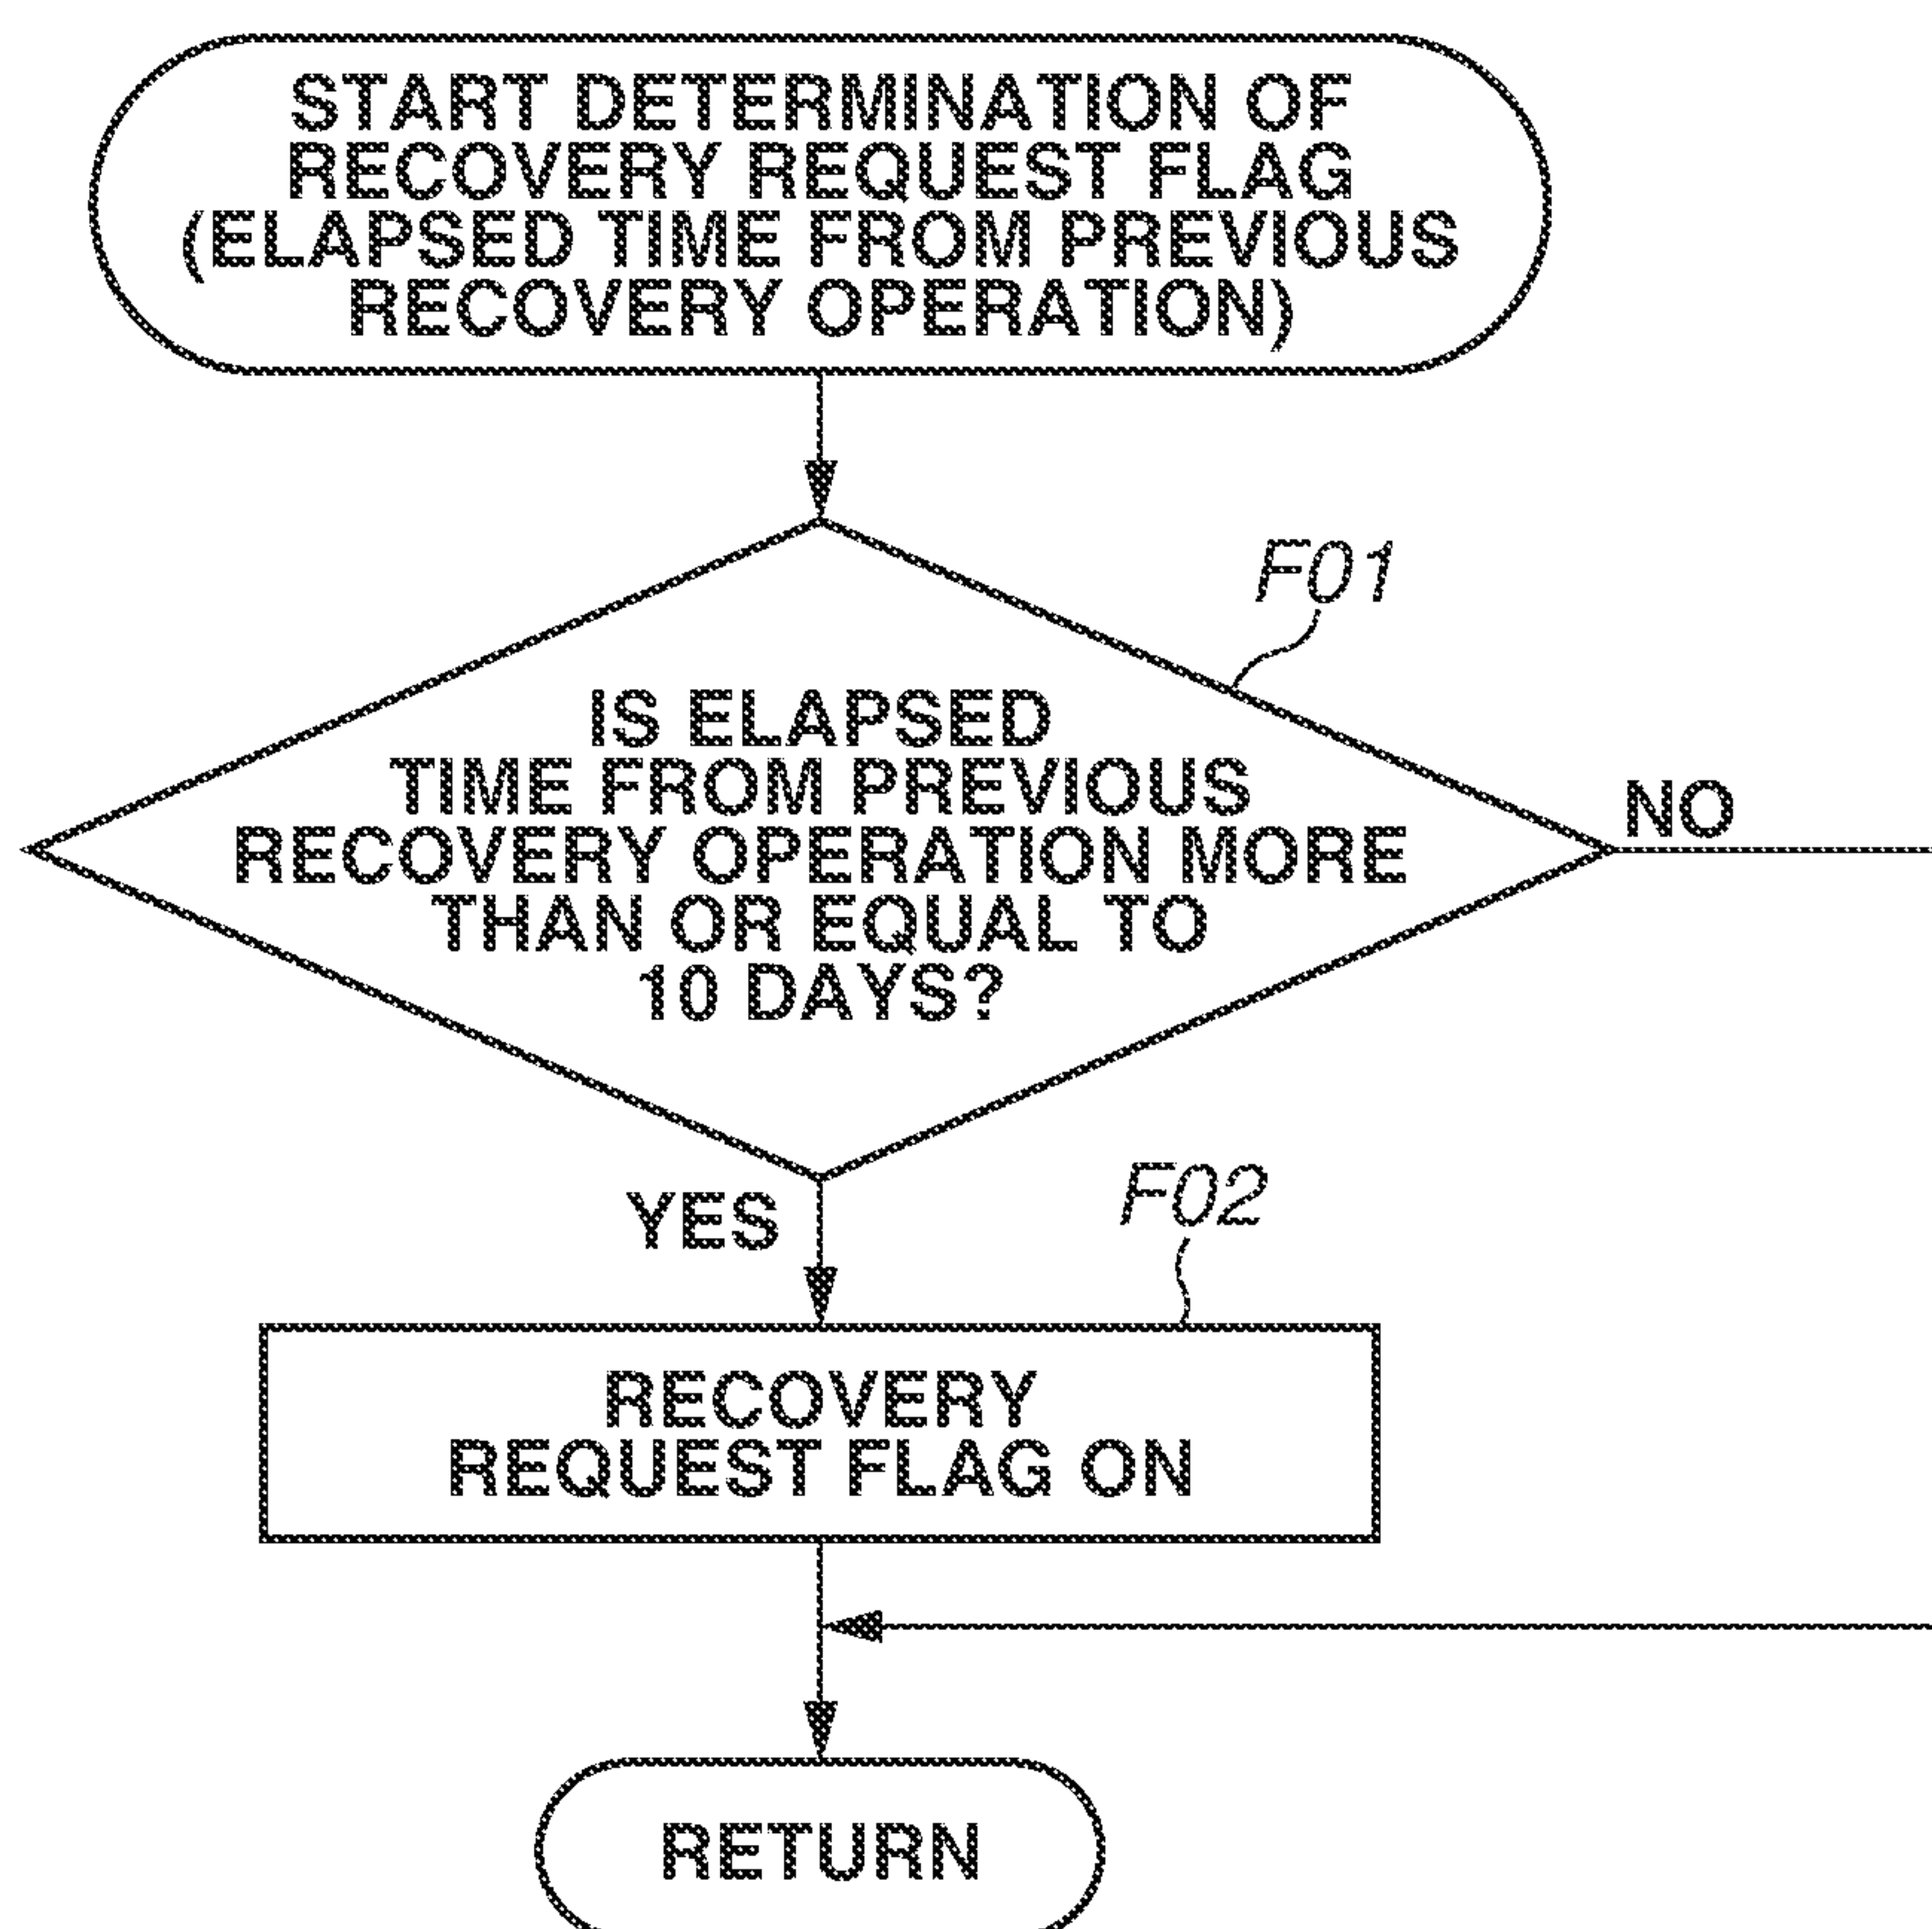 START DETERMINATION OF
RECOVERY REQUEST FLAG
(ELAPSED TIME FROM PREVIOUS
RECOVERY OPERATION)
F01
IS ELAPSED
TIME FROM PREVIOUS
RECOVERY OPERATION MORE
THAN OR EQUAL TO
10 DAYS?
NO
YES
F02
RECOVERY
REQUEST FLAG ON
RETURN